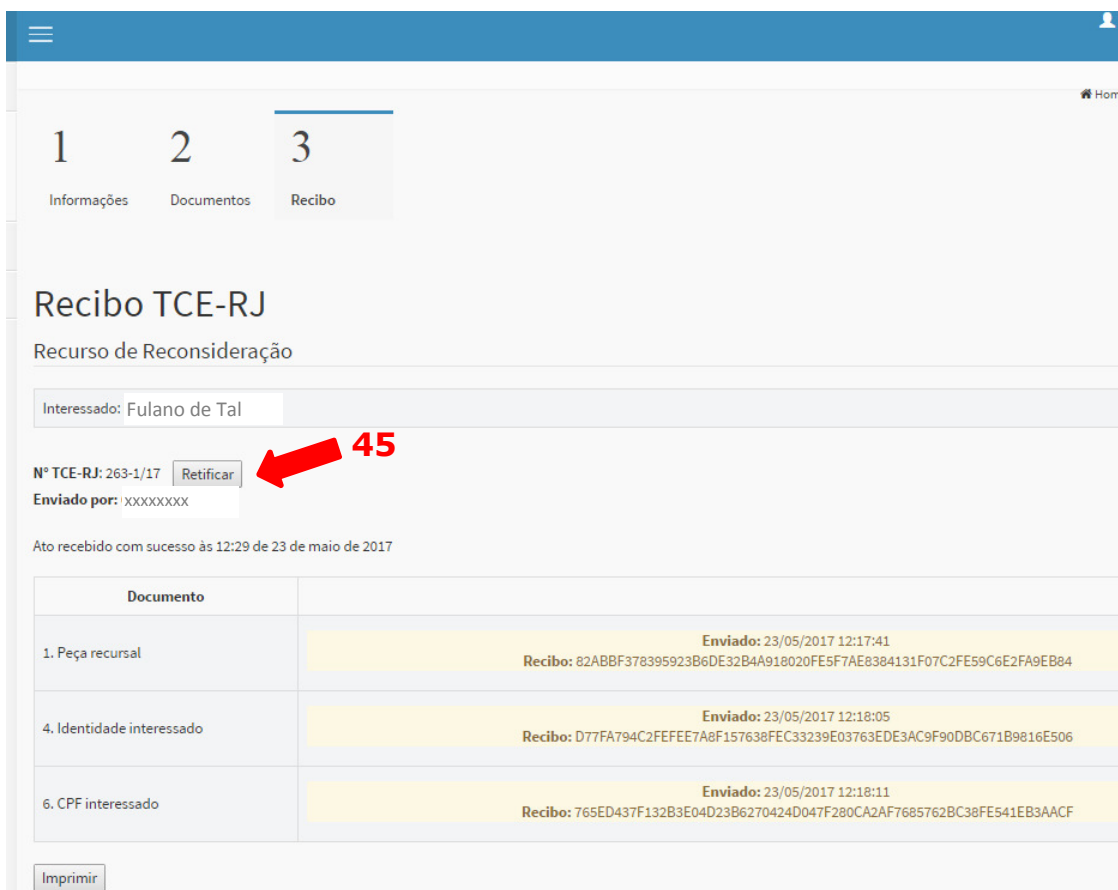 Hom
1 2 3
Informações Documentos Recibo
Recibo TCE-RJ
Recurso de Reconsideração
Interessado: Fulano de Tal
45
N° TCE-RJ: 263-1/17 Retificar
Enviado por: xxxxxxxx
Ato recebido com sucesso às 12:29 de 23 de maio de 2017
Documento
1. Peça recursal
Enviado: 23/05/2017 12:17:41
Recibo: 82ABBF378395923B6DE32B4A918020FE5F7AE8384131F07C2FE59C6E2FA9EB84
4. Identidade interessado
Enviado: 23/05/2017 12:18:05
Recibo: D77FA794C2FEFEE7A8F157638FEC33239E03763EDE3AC9F90DBC671B9816E506
6. CPF interessado
Enviado: 23/05/2017 12:18:11
Recibo: 765ED437F132B3E04D23B6270424D047F280CA2AF7685762BC38FE541EB3AACF
Imprimir